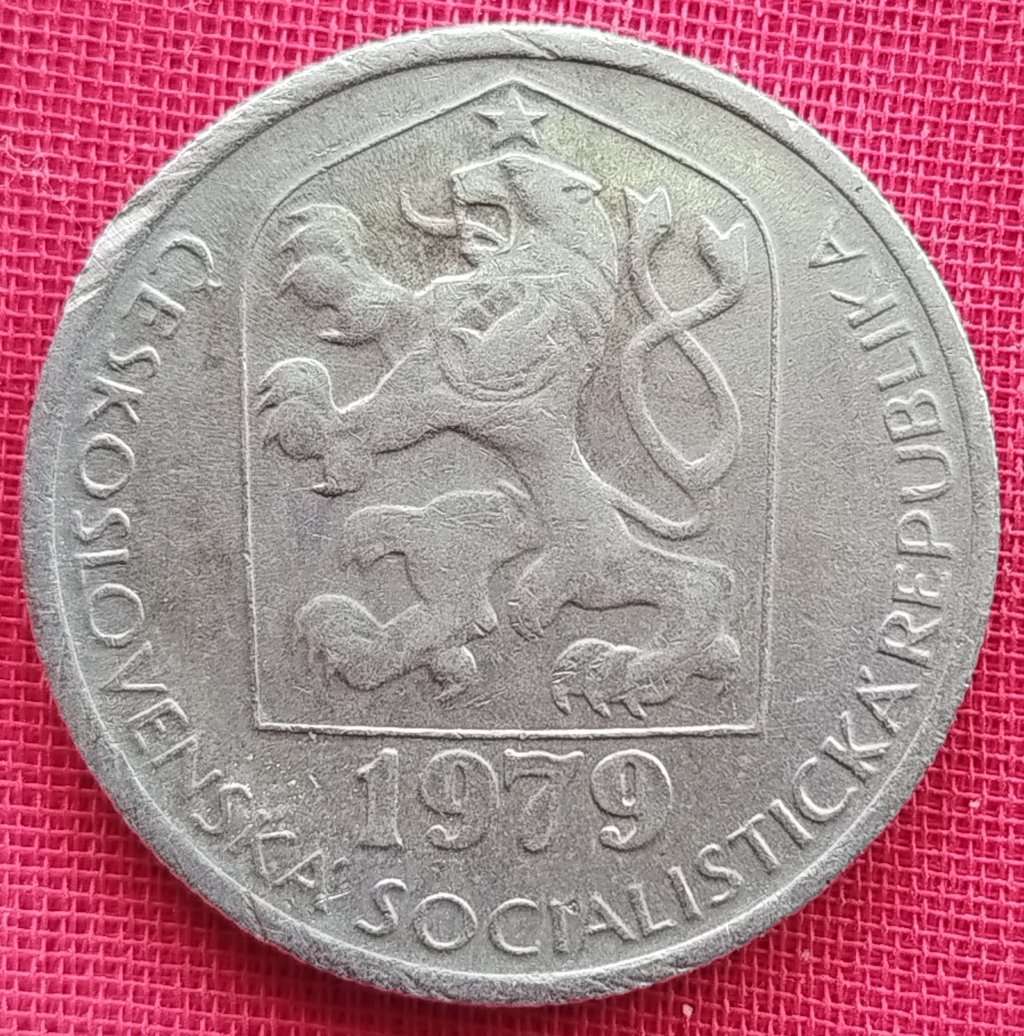 ČESKOSLOVENSKÁ SOCIALISTICKÁ REPUBLIKA
1979